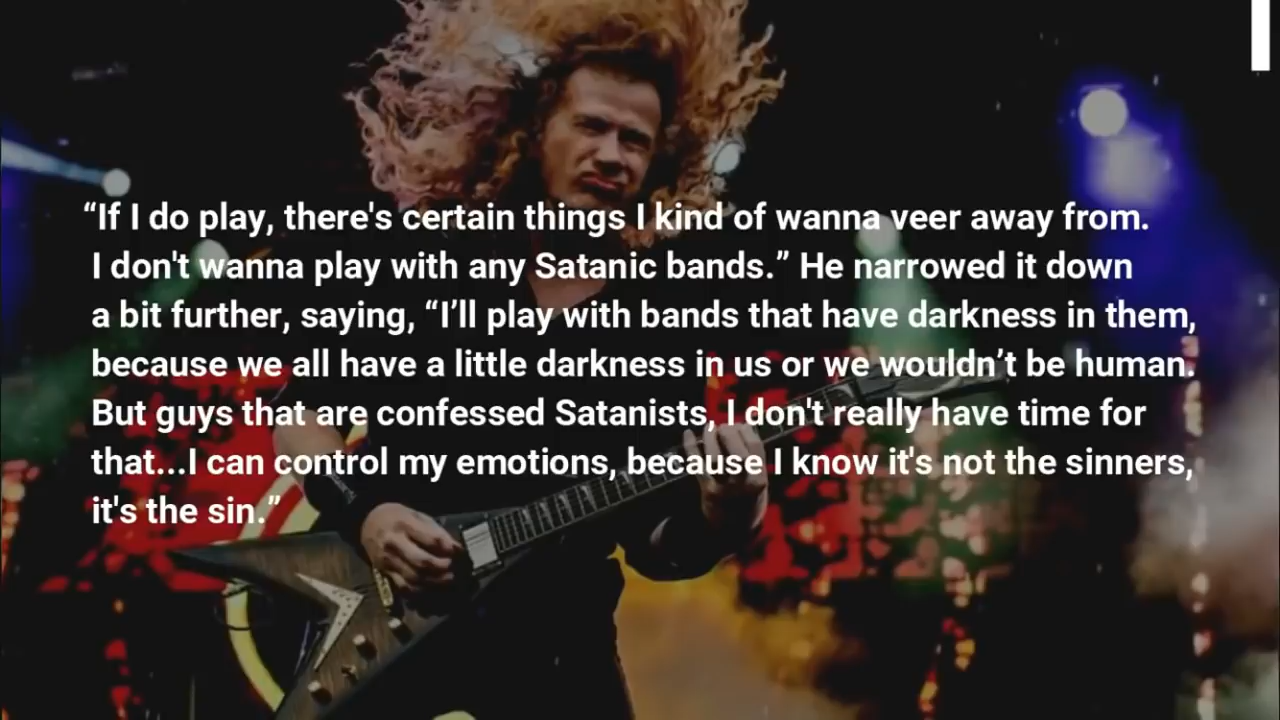 “If I do play, there's certain things I kind of wanna veer away from.
I don't wanna play with any Satanic bands.” He narrowed it down
a bit further, saying, “I’ll play with bands that have darkness in them,
because we all have a little darkness in us or we wouldn’t be human.
But guys that are confessed Satanists, I don't really have time for
that...I can control my emotions, because I know it's not the sinners,
it's the sin.”